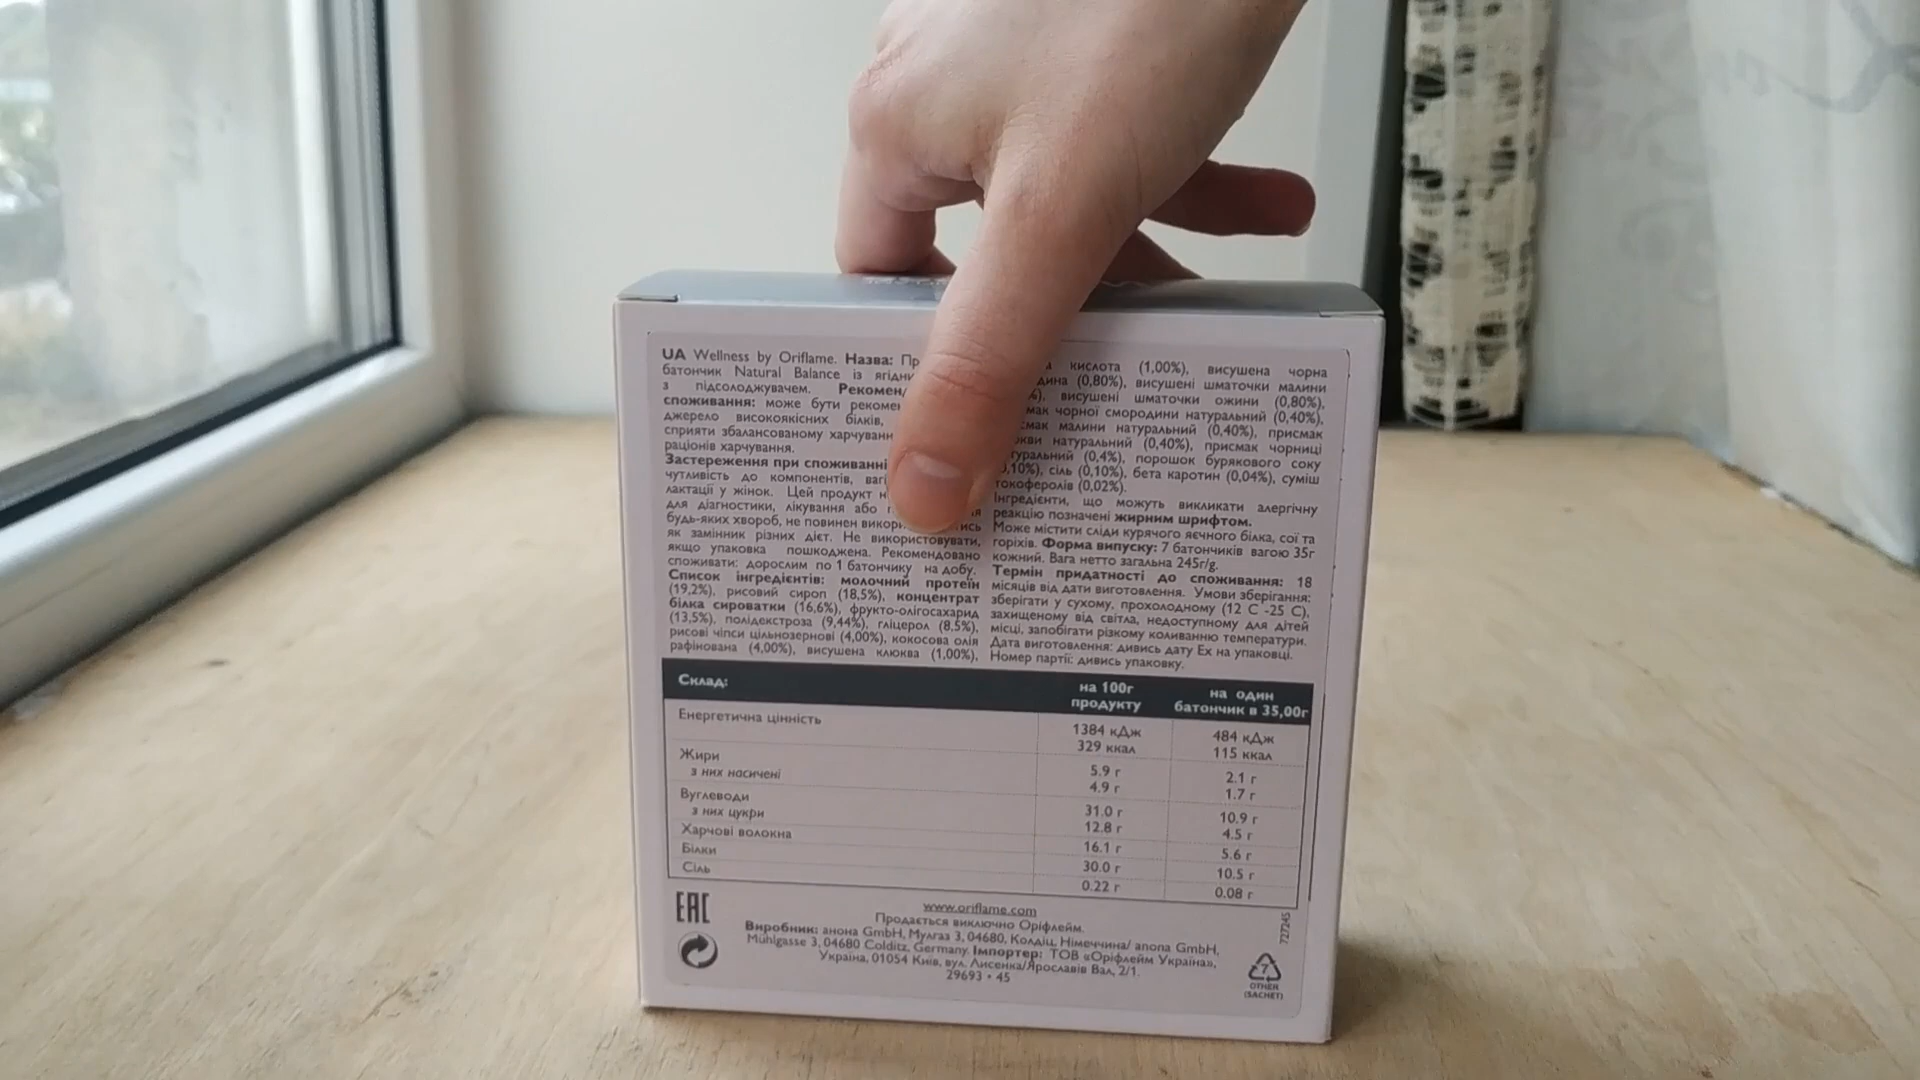 UA Wellness by Oriflame. Назва:
батончик Natural Balance із
з підсолоджувачем.
споживання: може бути
джерело високоякісних білків,
сприяти збалансованому
раціонів харчування.
Застереження при споживанні
чутливість до компонентів,
лактації у жінок. Цей продукт
для діагностики, лікування або
будь-яких хвороб, не повинен
як замінник різних дієт. Не використовувати,
якщо упаковка пошкоджена. Рекомендовано
споживати: дорослим по 1 батончику на добу.
Список інгредієнтів: молочний протеїн
(19,2%), рисовий сироп (18,5%), концентрат
білка сироватки (16,6%), фрукто-олігосахарид
(13,5%), полідекстроза (9,44%), гліцерол (8,5%),
рисові чіпси цільнозернові (4,00%), кокосова олія
рафінована (4,00%), висушена клюква (1,00%),
кислота (1,00%), висушена чорна
(0,80%), висушені шматочки малини
висушені шматочки ожини (0,80%),
чорної смородини натуральний (0,40%),
малини натуральний (0,40%), присмак
натуральний (0,40%), присмак чорниці
(0,4%), порошок бурякового соку
сіль (0,10%), бета каротин (0,04%), суміш
токоферолів (0,02%).
Інгредієнти, що можуть викликати алергічну
реакцію позначені жирним шрифтом.
Може містити сліди курячого яєчного білка, сої та
горіхів. Форма випуску: 7 батончиків вагою 35г
кожний. Вага нетто загальна 245г/g.
Термін придатності до споживання: 18
місяців від дати виготовлення. Умови зберігання:
зберігати у сухому, прохолодному (12 С˚-25 С),
захищеному від світла, недоступному для дітей
місці, запобігати різкому коливанню температури.
Дата виготовлення: дивись дату Ex на упаковці.
Номер партії: дивись упаковку.
Склад: на 100г продукту на один батончик в 35,00г
Енергетична цінність 1384 кДж 484 кДж
329 ккал 115 ккал
Жири 5.9 г 2.1 г
з них насичені 4.9 г 1.7 г
Вуглеводи 31.0 г 10.9 г
з них цукри 12.8 г 4.5 г
Харчові волокна 16.1 г 5.6 г
Білки 30.0 г 10.5 г
Сіль 0.22 г 0.08 г
EAC
www.oriflame.com
Продається виключно Оріфлейм.
Виробник: анона GmbH, Мулгаз 3, 04680, Колдіц, Німеччина/ anona GmbH,
Muhlgasse 3, 04680 Colditz, Germany. Імпортер: ТОВ «Оріфлейм Україна»,
Україна, 01054 Київ, вул. Лисенка/Ярославів Вал, 2/1.
29693 • 45
727245
7
OTHER
(SACHET)